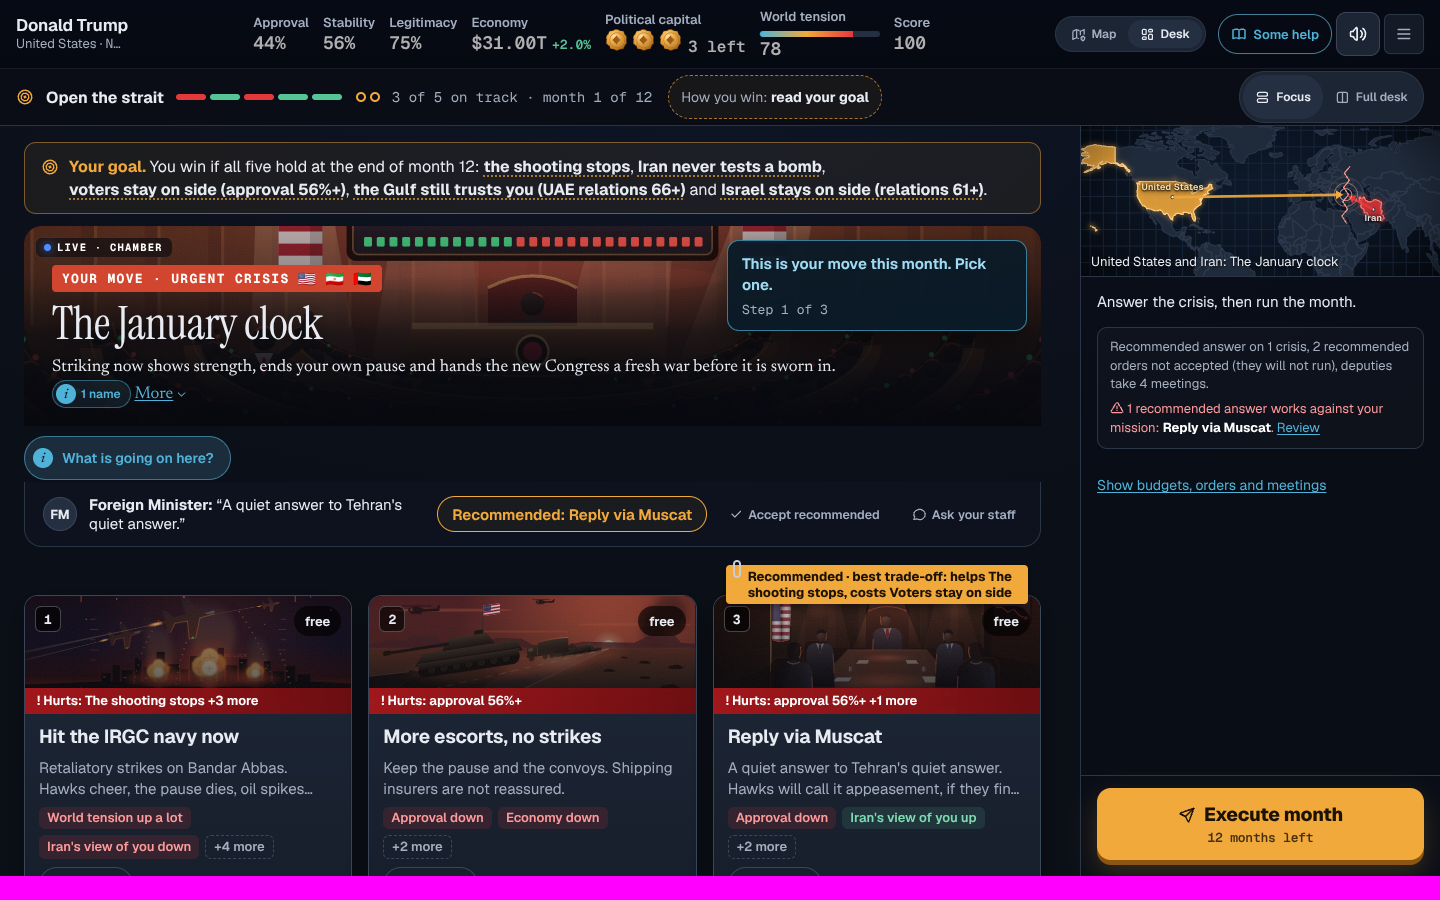 Donald Trump
United States · N...
Approval
44%
Stability
56%
Legitimacy
75%
Economy
$31.00T +2.0%
Political capital
3 left
World tension
78
Score
100
Map
Desk
Some help
Open the strait
3 of 5 on track · month 1 of 12
How you win: read your goal
Focus
Full desk
Your goal. You win if all five hold at the end of month 12: the shooting stops, Iran never tests a bomb,
voters stay on side (approval 56%+), the Gulf still trusts you (UAE relations 66+) and Israel stays on side (relations 61+).
LIVE · CHAMBER
YOUR MOVE · URGENT CRISIS
The January clock
Striking now shows strength, ends your own pause and hands the new Congress a fresh war before it is sworn in.
i 1 name More
This is your move this month. Pick
one.
Step 1 of 3
i What is going on here?
FM
Foreign Minister: “A quiet answer to Tehran's
quiet answer.”
Recommended: Reply via Muscat
Accept recommended
Ask your staff
Recommended · best trade-off: helps The
shooting stops, costs Voters stay on side
1
free
! Hurts: The shooting stops +3 more
Hit the IRGC navy now
Retaliatory strikes on Bandar Abbas.
Hawks cheer, the pause dies, oil spikes...
World tension up a lot
Iran's view of you down
+4 more
2
free
! Hurts: approval 56%+
More escorts, no strikes
Keep the pause and the convoys. Shipping
insurers are not reassured.
Approval down
Economy down
+2 more
3
free
! Hurts: approval 56%+ +1 more
Reply via Muscat
A quiet answer to Tehran's quiet answer.
Hawks will call it appeasement, if they fin...
Approval down
Iran's view of you up
+2 more
United States
Iran
United States and Iran: The January clock
Answer the crisis, then run the month.
Recommended answer on 1 crisis, 2 recommended
orders not accepted (they will not run), deputies
take 4 meetings.
1 recommended answer works against your
mission: Reply via Muscat. Review
Show budgets, orders and meetings
Execute month
12 months left